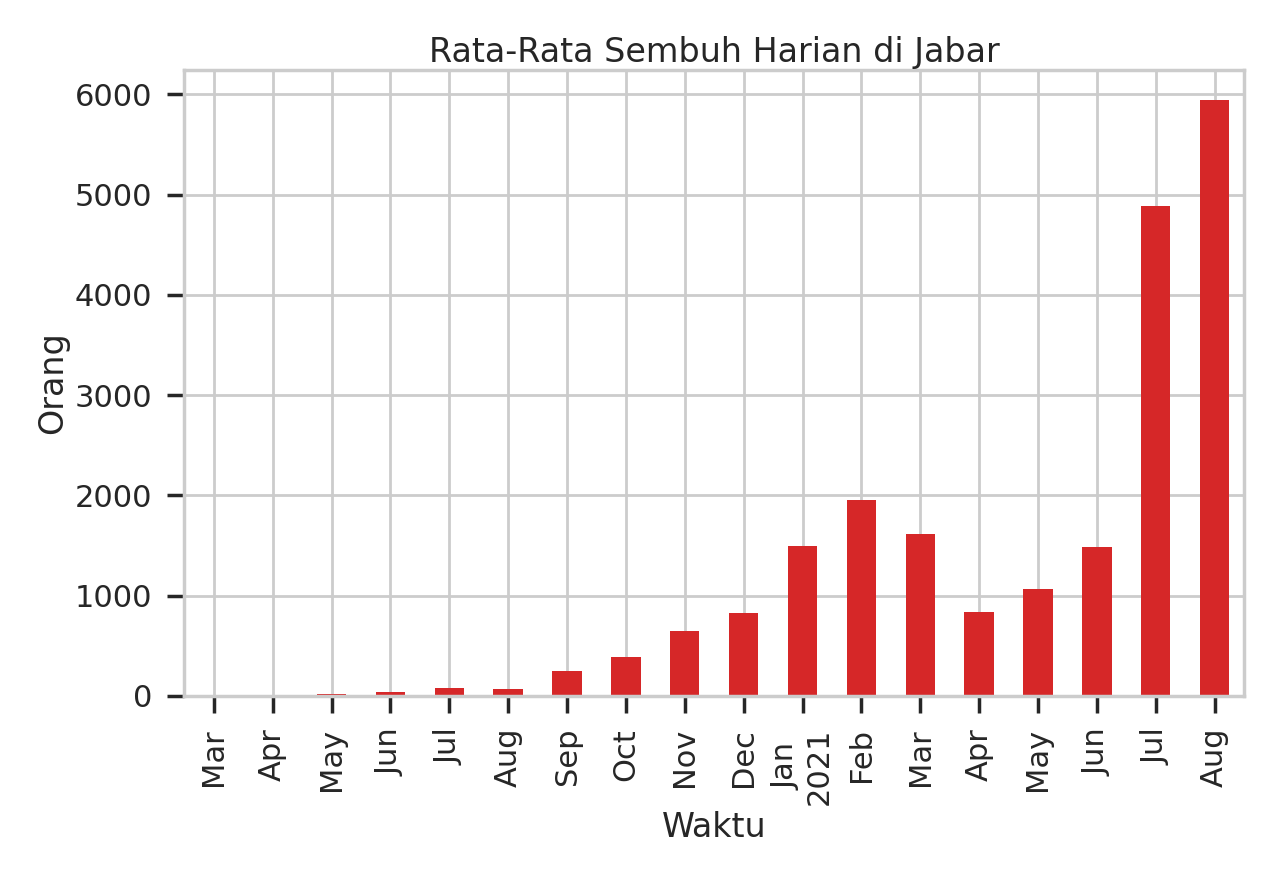 Rata-Rata Sembuh Harian di Jabar
6000
5000
4000
3000
2000
1000
0
Orang
Mar
Apr
May
Jun
Jul
Aug
Sep
Oct
Nov
Dec
Jan
2021
Feb
Mar
Apr
May
Jun
Jul
Aug
Waktu